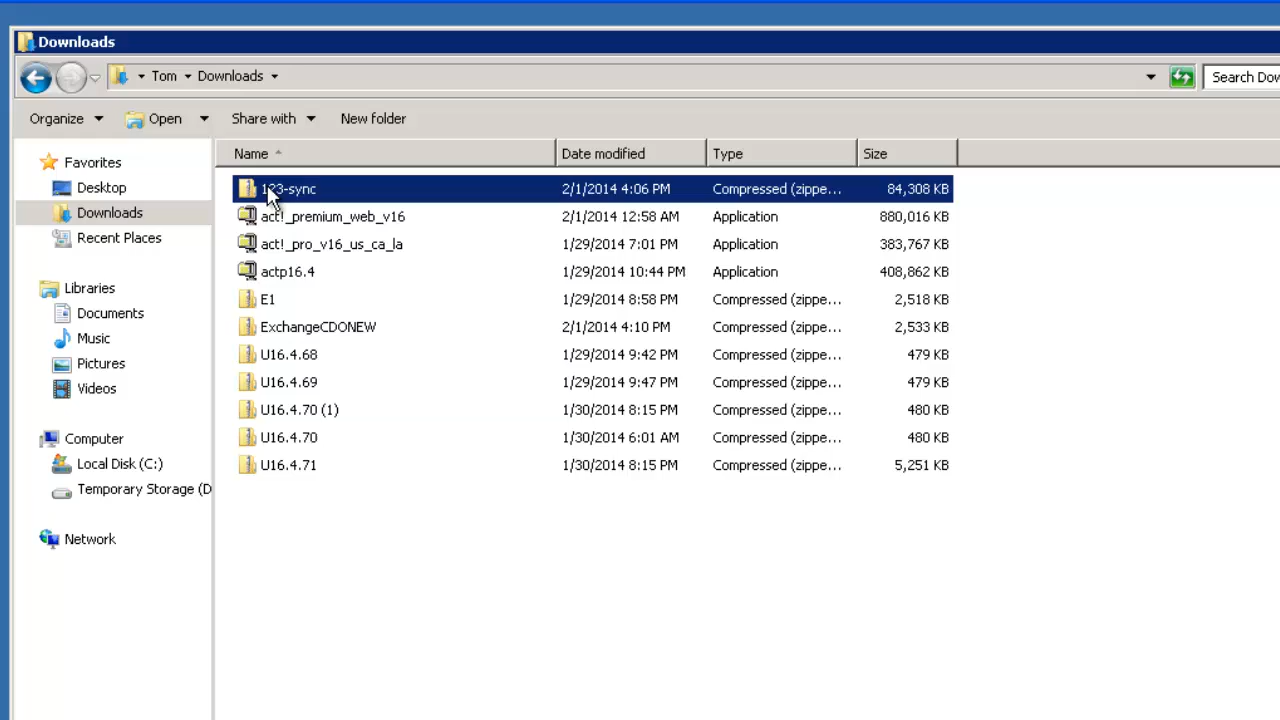 Downloads
Tom Downloads
Search Dow
Organize Open Share with New folder
Favorites
Desktop
Downloads
Recent Places
Libraries
Documents
Music
Pictures
Videos
Computer
Local Disk (C:)
Temporary Storage (D
Network
Name Date modified Type Size
123-sync 2/1/2014 4:06 PM Compressed (zippe... 84,308 KB
act!_premium_web_v16 2/1/2014 12:58 AM Application 880,016 KB
act!_pro_v16_us_ca_la 1/29/2014 7:01 PM Application 383,767 KB
actp16.4 1/29/2014 10:44 PM Application 408,862 KB
E1 1/29/2014 8:58 PM Compressed (zippe... 2,518 KB
ExchangeCDONEW 2/1/2014 4:10 PM Compressed (zippe... 2,533 KB
U16.4.68 1/29/2014 9:42 PM Compressed (zippe... 479 KB
U16.4.69 1/29/2014 9:47 PM Compressed (zippe... 479 KB
U16.4.70 (1) 1/30/2014 8:15 PM Compressed (zippe... 480 KB
U16.4.70 1/30/2014 6:01 AM Compressed (zippe... 480 KB
U16.4.71 1/30/2014 8:15 PM Compressed (zippe... 5,251 KB